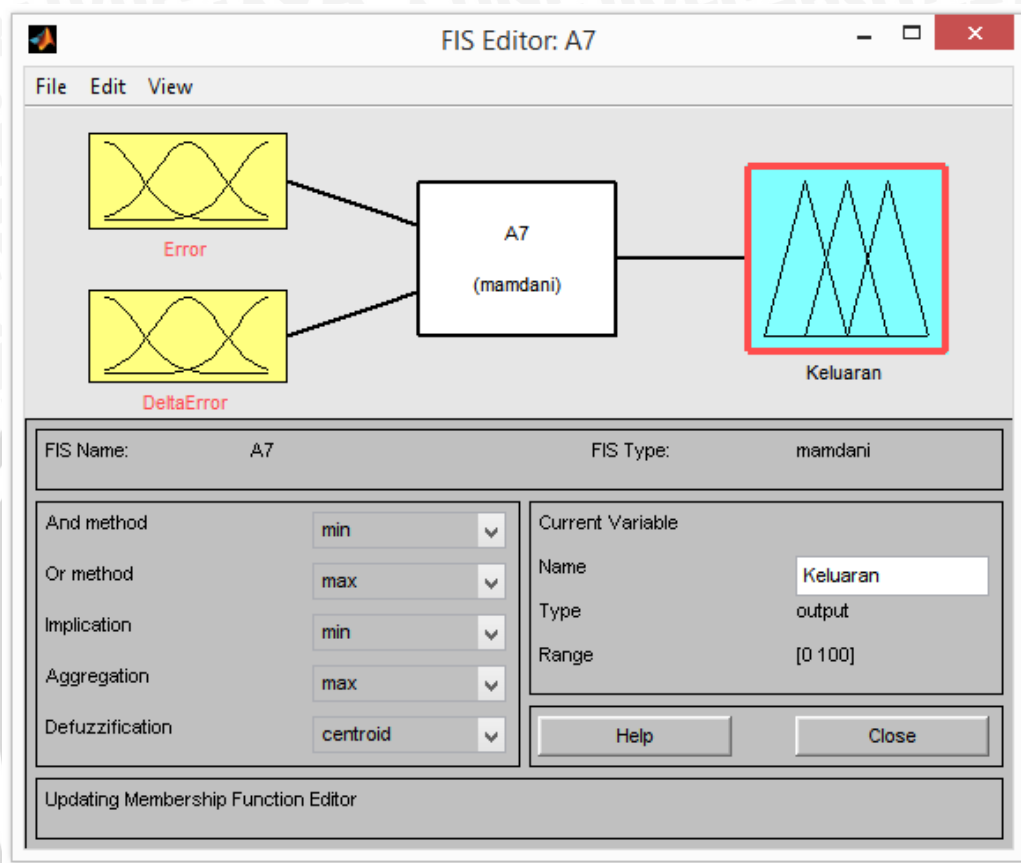 FIS Editor: A7
File Edit View
Error
DeltaError
A7
(mamdani)
Keluaran
FIS Name: A7 FIS Type: mamdani
And method min
Or method max
Implication min
Aggregation max
Defuzzification centroid
Current Variable
Name Keluaran
Type output
Range [0 100]
Help Close
Updating Membership Function Editor